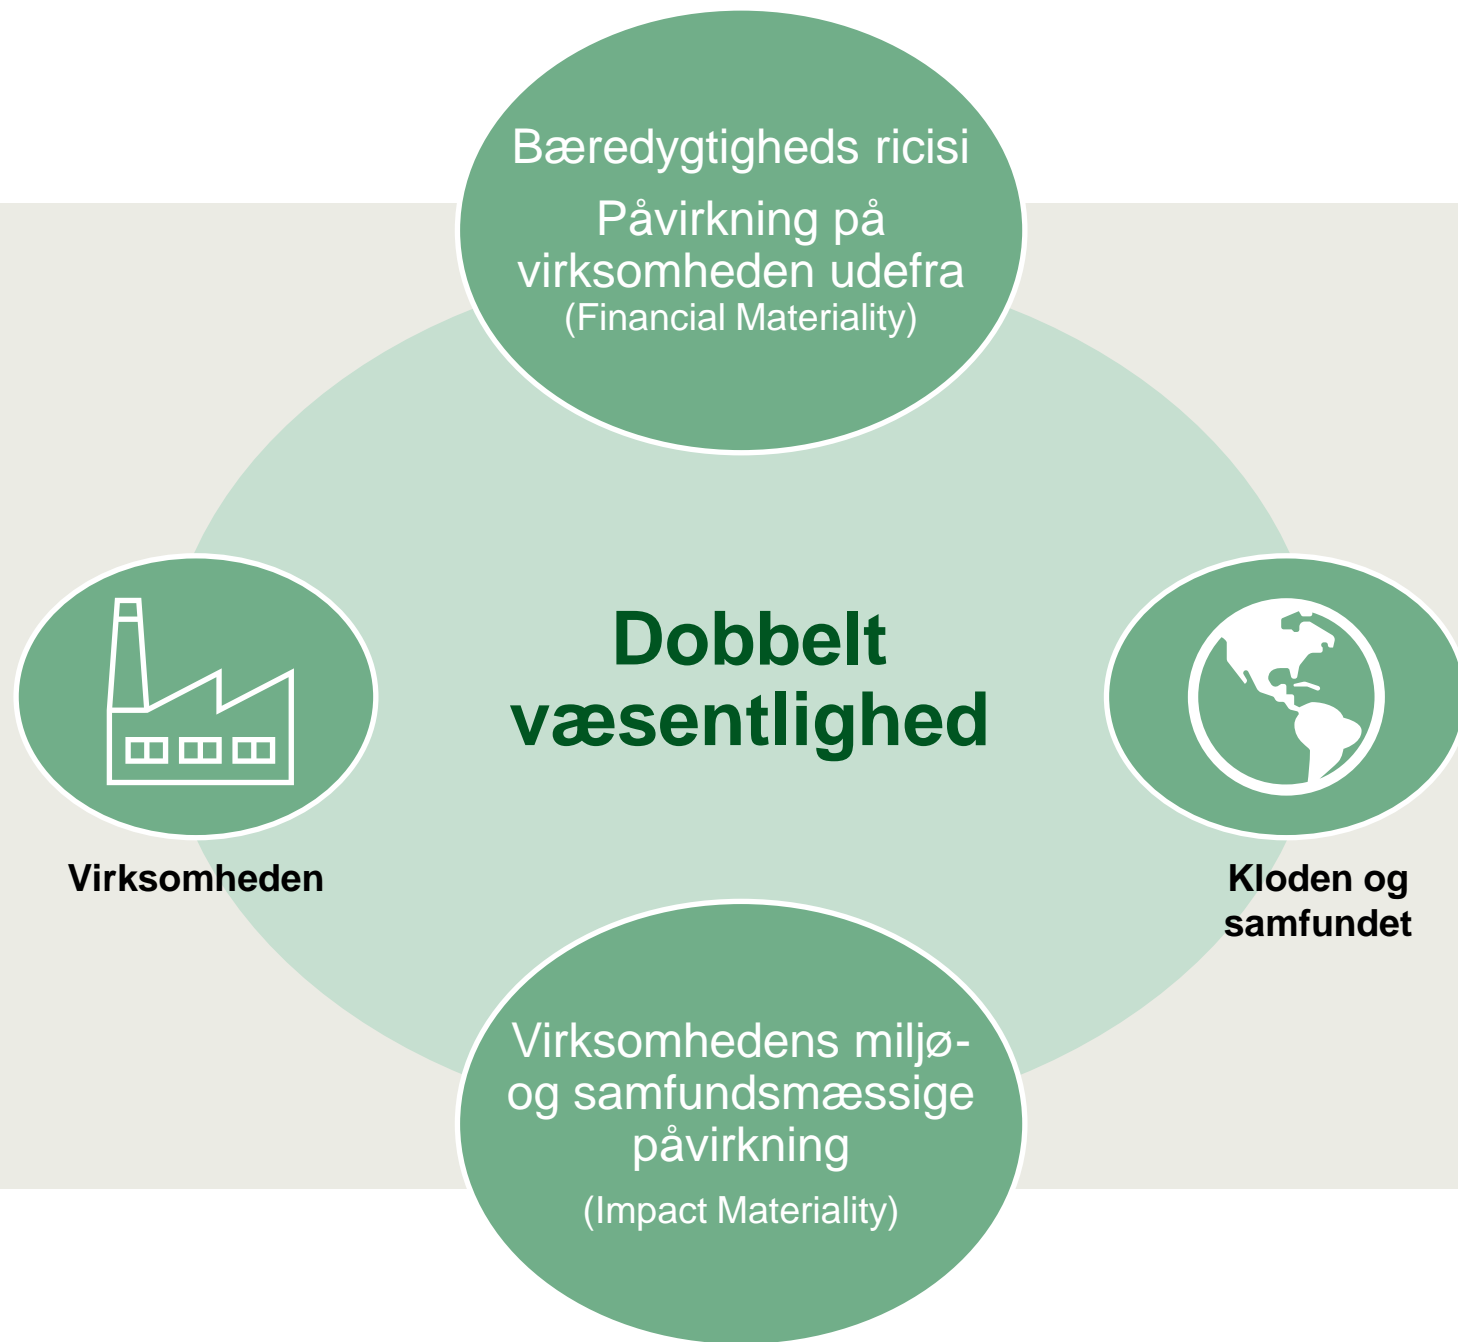 Bæredygtigheds ricisi
Påvirkning på
virksomheden udefra
(Financial Materiality)
Dobbelt
væsentlighed
Virksomheden
Kloden og
samfundet
Virksomhedens miljø-
og samfundsmæssige
påvirkning
(Impact Materiality)